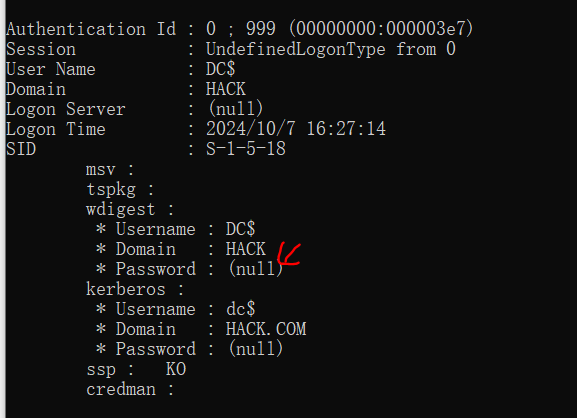 Authentication Id : 0 ; 999 (00000000:000003e7)
Session           : UndefinedLogonType from 0
User Name         : DC$
Domain            : HACK
Logon Server      : (null)
Logon Time        : 2024/10/7 16:27:14
SID               : S-1-5-18
        msv :
        tspkg :
        wdigest :
         * Username : DC$
         * Domain   : HACK
         * Password : (null)
        kerberos :
         * Username : dc$
         * Domain   : HACK.COM
         * Password : (null)
        ssp :   KO
        credman :